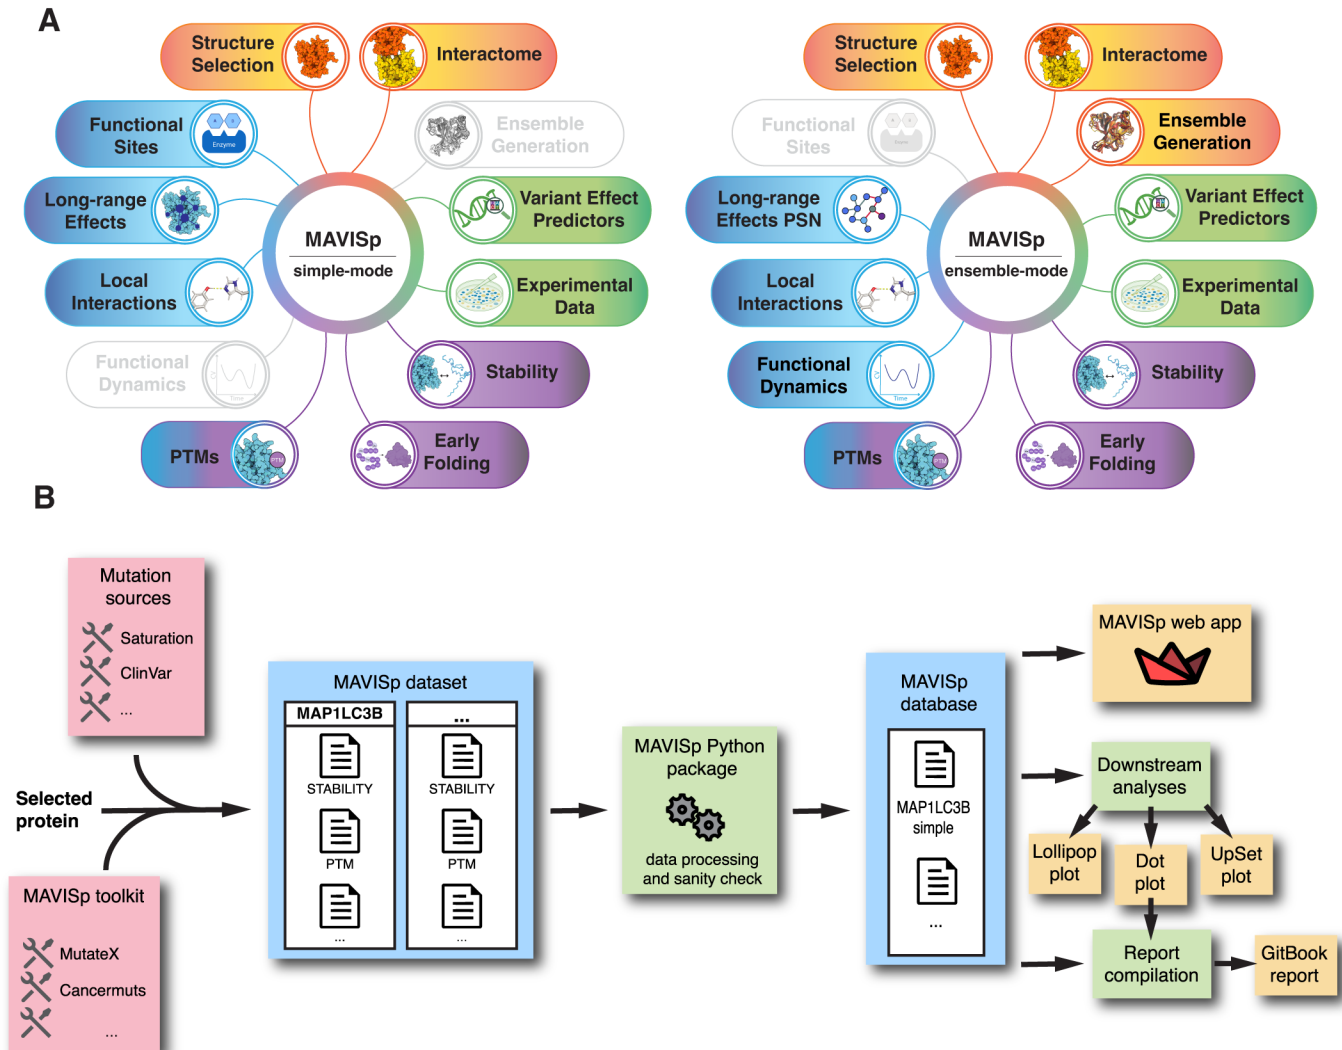 A
Structure
Selection
Interactome
Functional
Sites
Enzyme
Ensemble
Generation
Long-range
Effects
Variant Effect
Predictors
MAVISp
simple-mode
Local
Interactions
Experimental
Data
Functional
Dynamics
Time
Stability
PTMs
PTM
Early
Folding
Structure
Selection
Interactome
Functional
Sites
Ensemble
Generation
Long-range
Effects PSN
Variant Effect
Predictors
MAVISp
ensemble-mode
Local
Interactions
Experimental
Data
Functional
Dynamics
CV
Time
Stability
PTMs
PTM
Early
Folding
B
Mutation
sources
Saturation
ClinVar
...
Selected
protein
MAVISp toolkit
MutateX
Cancermuts
...
MAVISp dataset
MAP1LC3B
STABILITY
PTM
...
...
STABILITY
PTM
...
MAVISp Python
package
data processing
and sanity check
MAVISp
database
MAP1LC3B
simple
...
MAVISp web app
Downstream
analyses
Lollipop
plot
Dot
plot
UpSet
plot
Report
compilation
GitBook
report